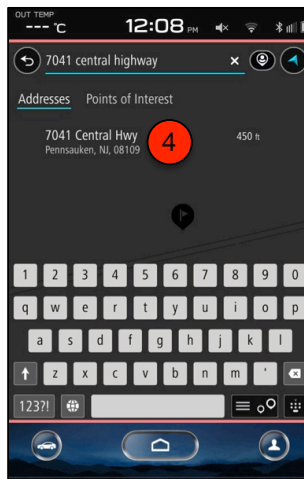 OUT TEMP
--- °C 12:08 PM
7041 central highway ×
Addresses Points of Interest
7041 Central Hwy 450 ft
Pennsauken, NJ, 08109
4
1 2 3 4 5 6 7 8 9 0
q w e r t y u i o p
a s d f g h j k l
z x c v b n m '
123?!